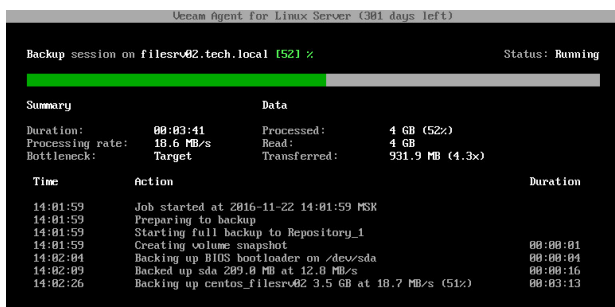 Veeam Agent for Linux Server (301 days left)
Backup session on filesrv02.tech.local [52] % Status: Running
Summary Data
Duration: 00:03:41 Processed: 4 GB (52%)
Processing rate: 18.6 MB/s Read: 4 GB
Bottleneck: Target Transferred: 931.9 MB (4.3x)
Time Action Duration
14:01:59 Job started at 2016-11-22 14:01:59 MSK
14:01:59 Preparing to backup
14:01:59 Starting full backup to Repository_1
14:01:59 Creating volume snapshot 00:00:01
14:02:04 Backing up BIOS bootloader on /dev/sda 00:00:04
14:02:09 Backed up sda 209.0 MB at 12.8 MB/s 00:00:16
14:02:26 Backing up centos_filesrv02 3.5 GB at 18.7 MB/s (51%) 00:03:13